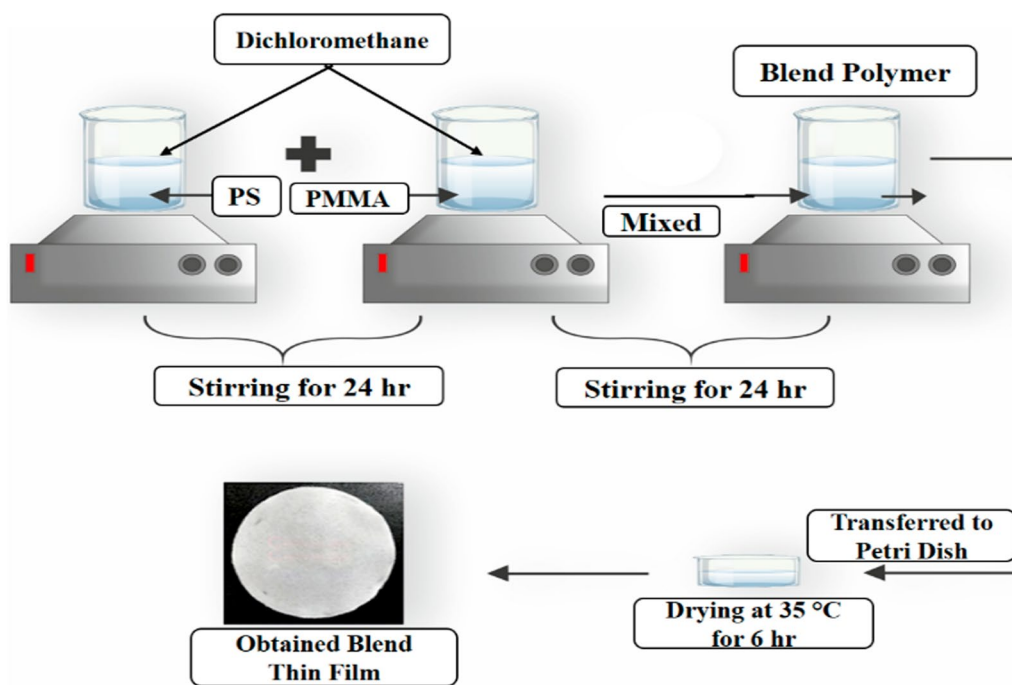 Dichloromethane
Blend Polymer
PS
PMMA
Mixed
Stirring for 24 hr
Stirring for 24 hr
Transferred to
Petri Dish
Drying at 35 °C
for 6 hr
Obtained Blend
Thin Film